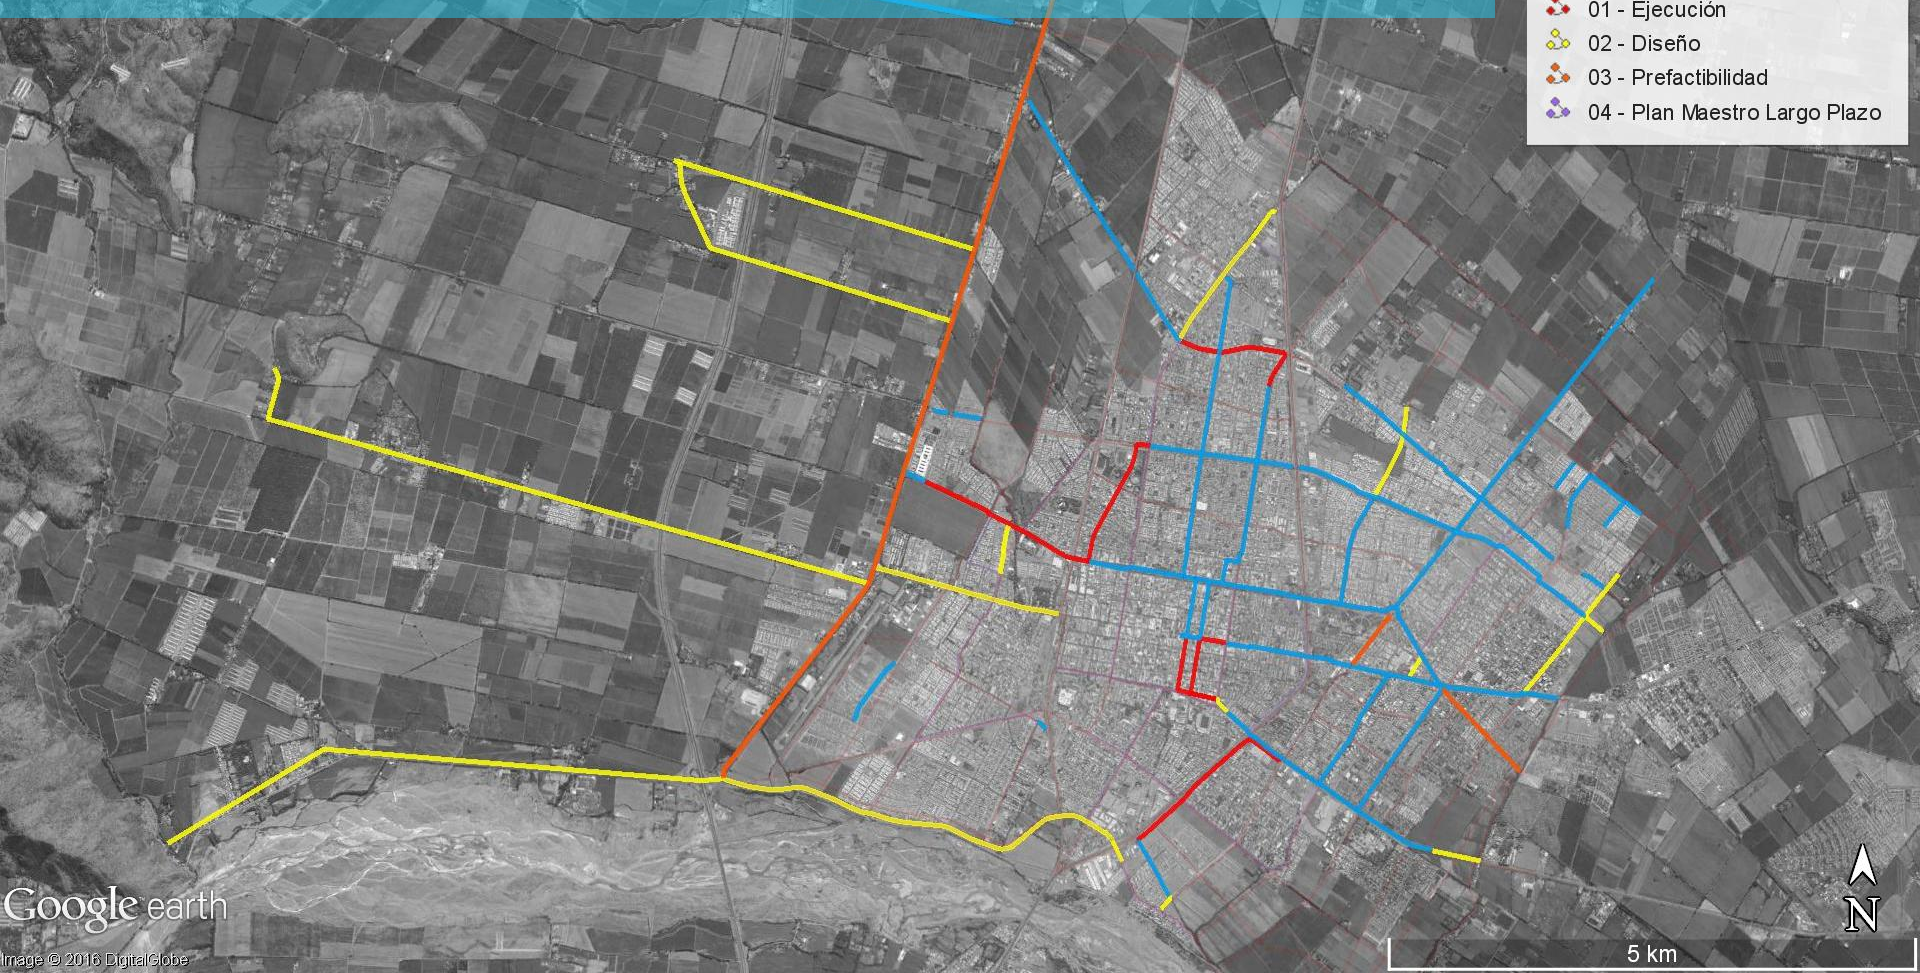 01 - Ejecución
02 - Diseño
03 - Prefactibilidad
04 - Plan Maestro Largo Plazo
Google earth
N
Image © 2016 DigitalGlobe
5 km